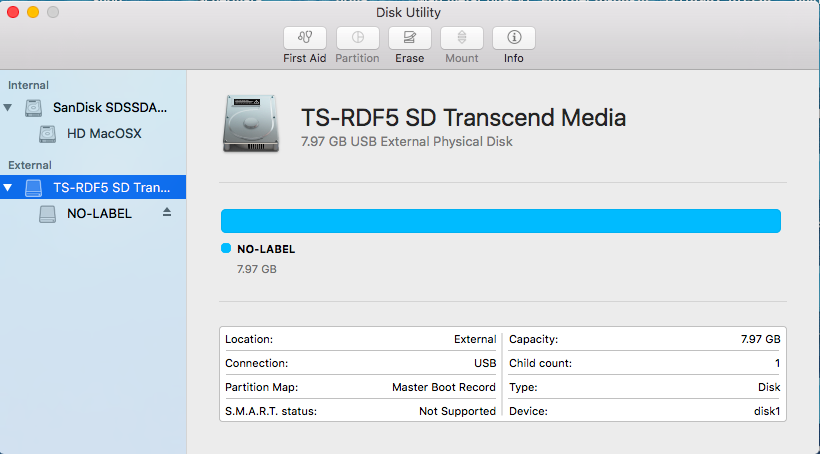 Disk Utility
First Aid
Partition
Erase
Mount
Info
Internal
SanDisk SDSSDA...
HD MacOSX
External
TS-RDF5 SD Tran...
NO-LABEL
TS-RDF5 SD Transcend Media
7.97 GB USB External Physical Disk
NO-LABEL
7.97 GB
Location: External
Capacity: 7.97 GB
Connection: USB
Child count: 1
Partition Map: Master Boot Record
Type: Disk
S.M.A.R.T. status: Not Supported
Device: disk1